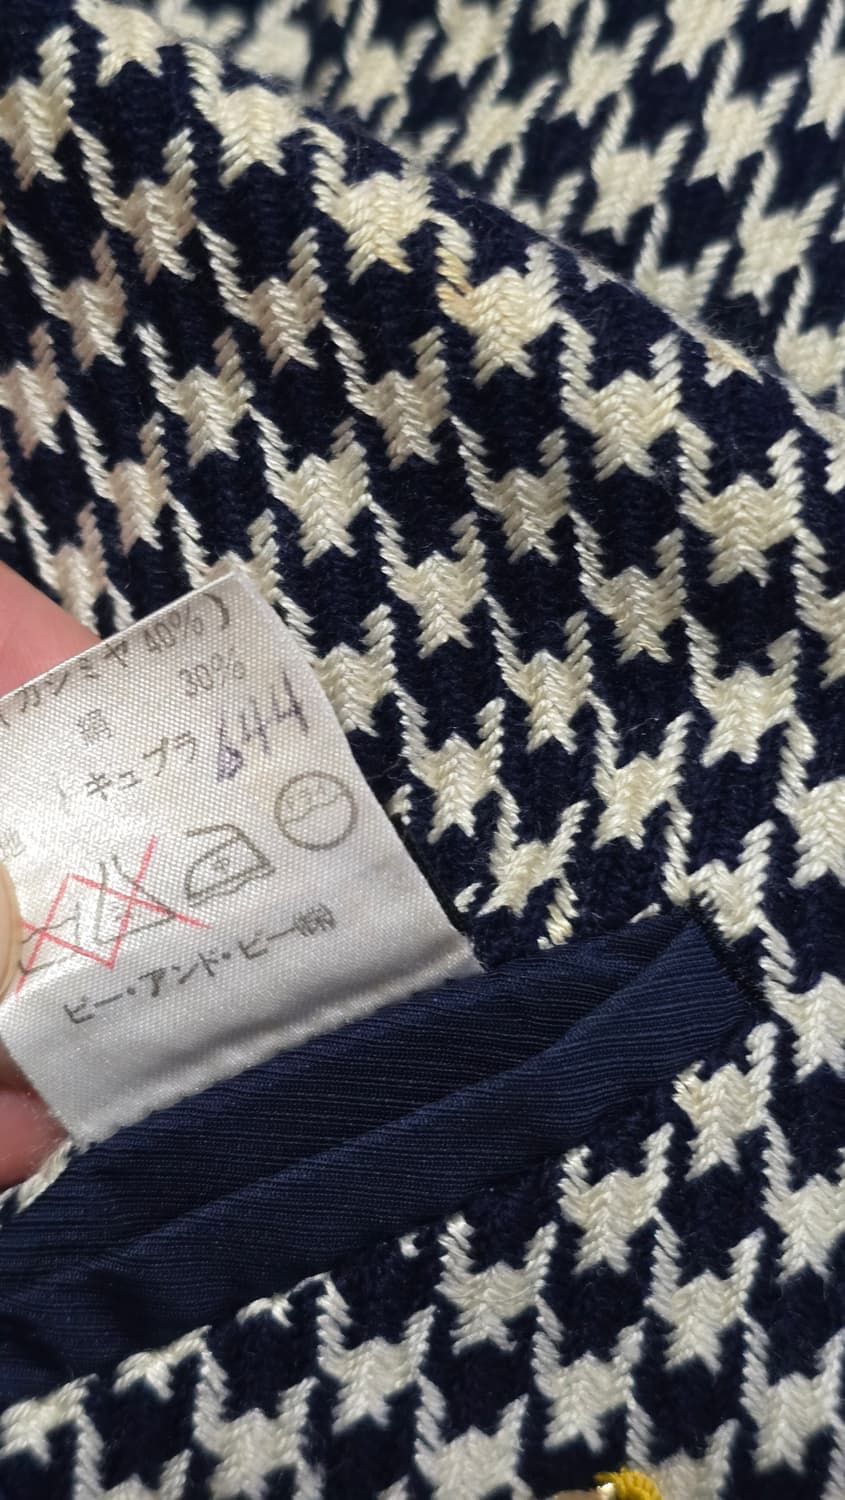 (カシミヤ 40%)
絹 30%
キュプラ
644
地
ビー・アンド・ビー㈱